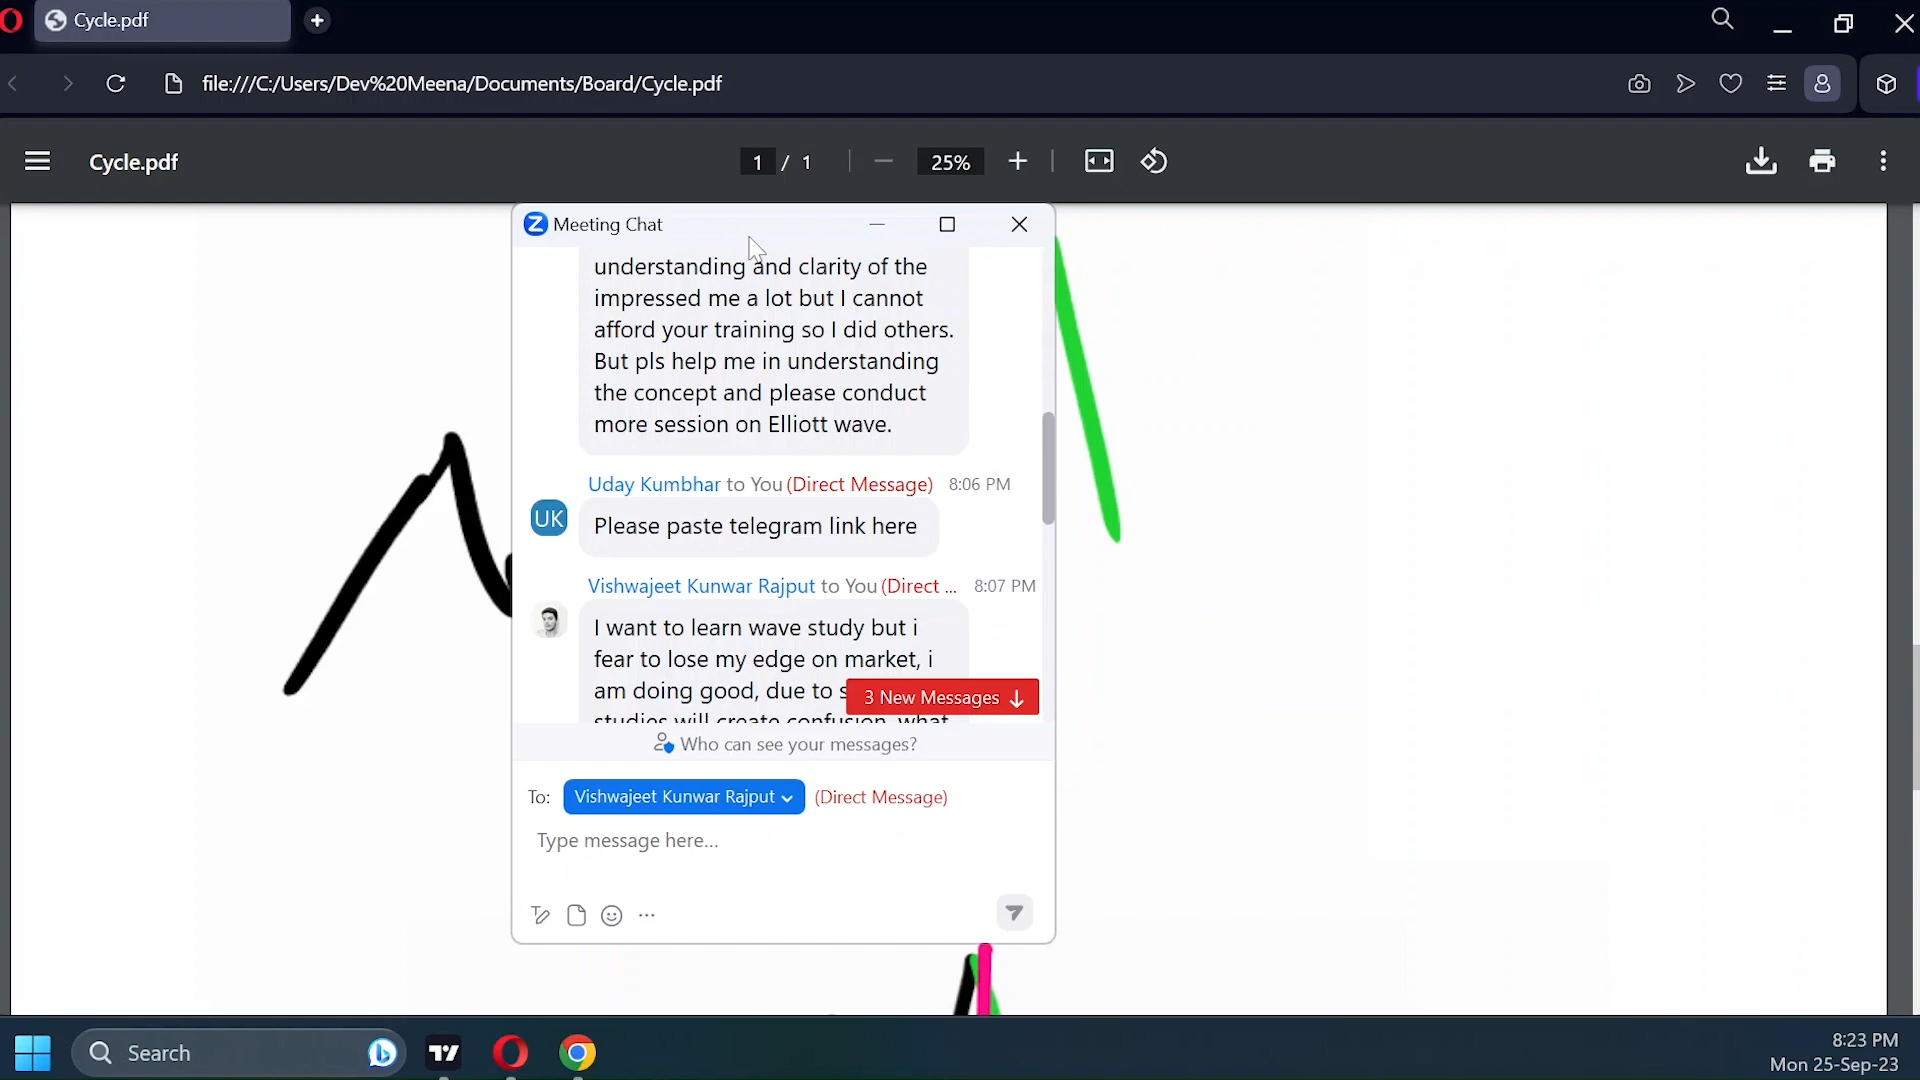 Cycle.pdf
file:///C:/Users/Dev%20Meena/Documents/Board/Cycle.pdf
Cycle.pdf
1 / 1
25%
Meeting Chat
understanding and clarity of the
impressed me a lot but I cannot
afford your training so I did others.
But pls help me in understanding
the concept and please conduct
more session on Elliott wave.
Uday Kumbhar to You (Direct Message) 8:06 PM
UK
Please paste telegram link here
Vishwajeet Kunwar Rajput to You (Direct ... 8:07 PM
I want to learn wave study but i
fear to lose my edge on market, i
am doing good, due to s
3 New Messages
studies will create confusion, what
Who can see your messages?
To: Vishwajeet Kunwar Rajput (Direct Message)
Type message here...
Search
8:23 PM
Mon 25-Sep-23